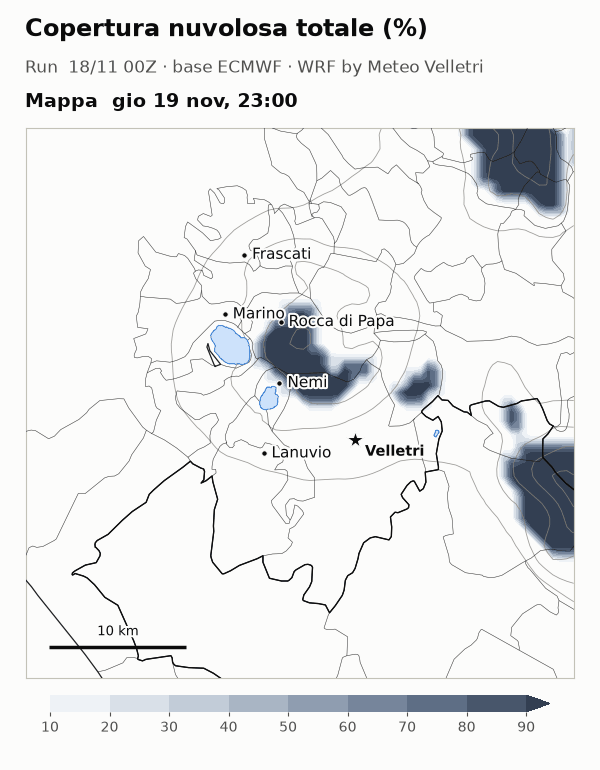 Copertura nuvolosa totale (%)
Run  18/11 00Z · base ECMWF · WRF by Meteo Velletri
Mappa  gio 19 nov, 23:00
Frascati
Marino
Rocca di Papa
Nemi
Velletri
Lanuvio
10 km
10 20 30 40 50 60 70 80 90